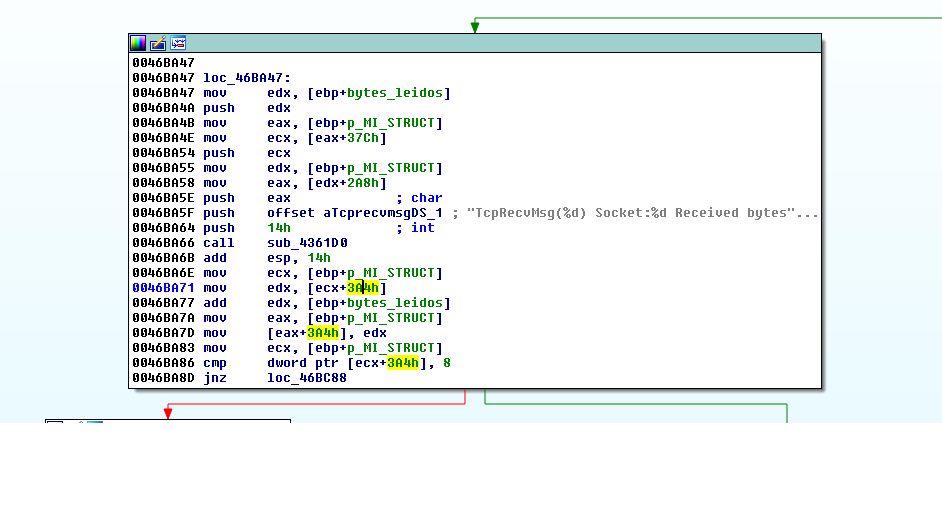 0046BA47
0046BA47 loc_46BA47:
0046BA47 mov edx, [ebp+bytes_leidos]
0046BA4A push edx
0046BA4B mov eax, [ebp+p_MI_STRUCT]
0046BA4E mov ecx, [eax+37Ch]
0046BA54 push ecx
0046BA55 mov edx, [ebp+p_MI_STRUCT]
0046BA58 mov eax, [edx+2A8h]
0046BA5E push eax ; char
0046BA5F push offset aTcprecvmsgDS_1 ; "TcpRecvMsg(%d) Socket:%d Received bytes"...
0046BA64 push 14h ; int
0046BA66 call sub_4361D0
0046BA6B add esp, 14h
0046BA6E mov ecx, [ebp+p_MI_STRUCT]
0046BA71 mov edx, [ecx+3A4h]
0046BA77 add edx, [ebp+bytes_leidos]
0046BA7A mov eax, [ebp+p_MI_STRUCT]
0046BA7D mov [eax+3A4h], edx
0046BA83 mov ecx, [ebp+p_MI_STRUCT]
0046BA86 cmp dword ptr [ecx+3A4h], 8
0046BA8D jnz loc_46BC88